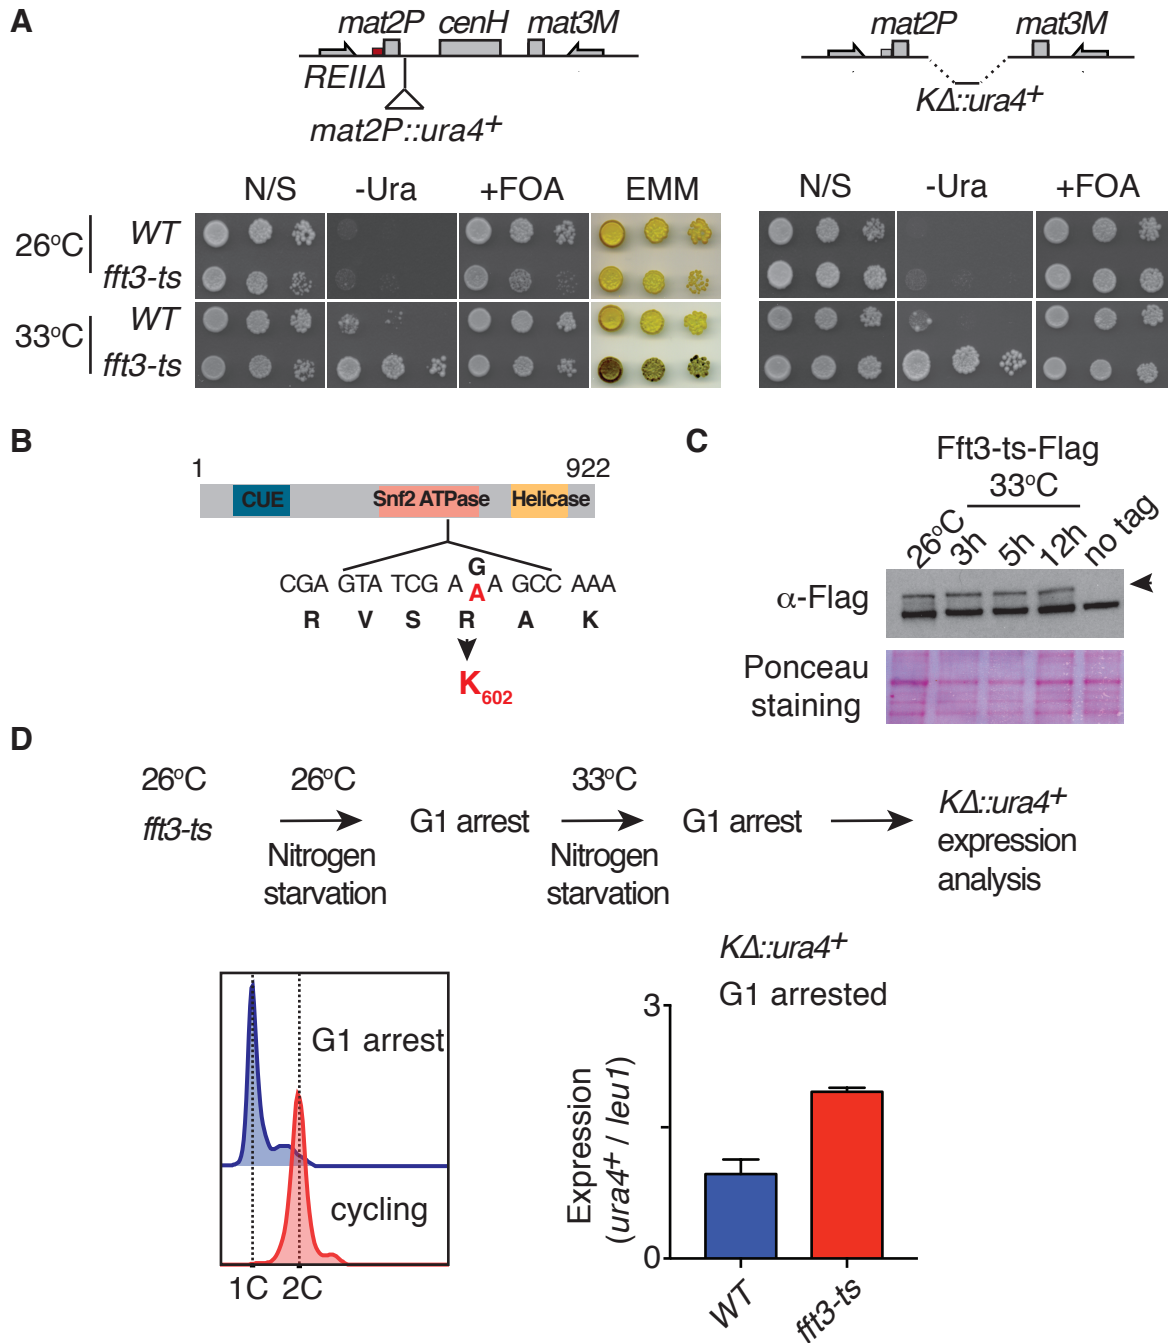 A
mat2P cenH mat3M
REIIΔ
mat2P::ura4+
mat2P mat3M
KΔ::ura4+
N/S -Ura +FOA EMM
N/S -Ura +FOA
26°C
WT
fft3-ts
33°C
WT
fft3-ts
B
1 922
CUE Snf2 ATPase Helicase
G
CGA GTA TCG A A GCC AAA
A
R V S R A K
K602
C
Fft3-ts-Flag
33°C
26°C 3h 5h 12h no tag
α-Flag
Ponceau
staining
D
26°C 26°C 33°C
fft3-ts
G1 arrest
G1 arrest
Nitrogen
starvation
Nitrogen
starvation
KΔ::ura4+
expression
analysis
G1 arrest
cycling
1C 2C
KΔ::ura4+
G1 arrested
3
0
Expression
(ura4+ / leu1)
WT fft3-ts